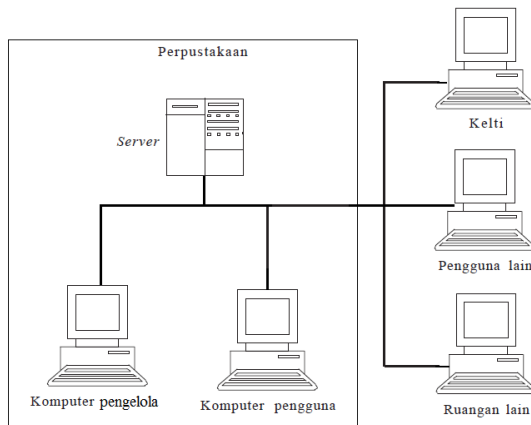 Perpustakaan
Server
Kelti
Pengguna lain
Komputer pengelola
Komputer pengguna
Ruangan lain